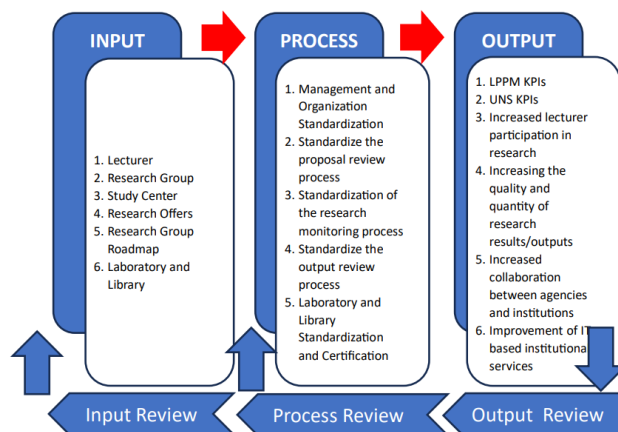 INPUT
PROCESS
OUTPUT
1. Lecturer
2. Research Group
3. Study Center
4. Research Offers
5. Research Group
Roadmap
6. Laboratory and
Library
1. Management and
Organization
Standardization
2. Standardize the
proposal review
process
3. Standardization of
the research
monitoring process
4. Standardize the
output review
process
5. Laboratory and
Library
Standardization
and Certification
1. LPPM KPIs
2. UNS KPIs
3. Increased lecturer
participation in
research
4. Increasing the
quality and
quantity of
research
results/outputs
5. Increased
collaboration
between agencies
and institutions
6. Improvement of
based institutional
services
Input Review
Process Review
Output Review